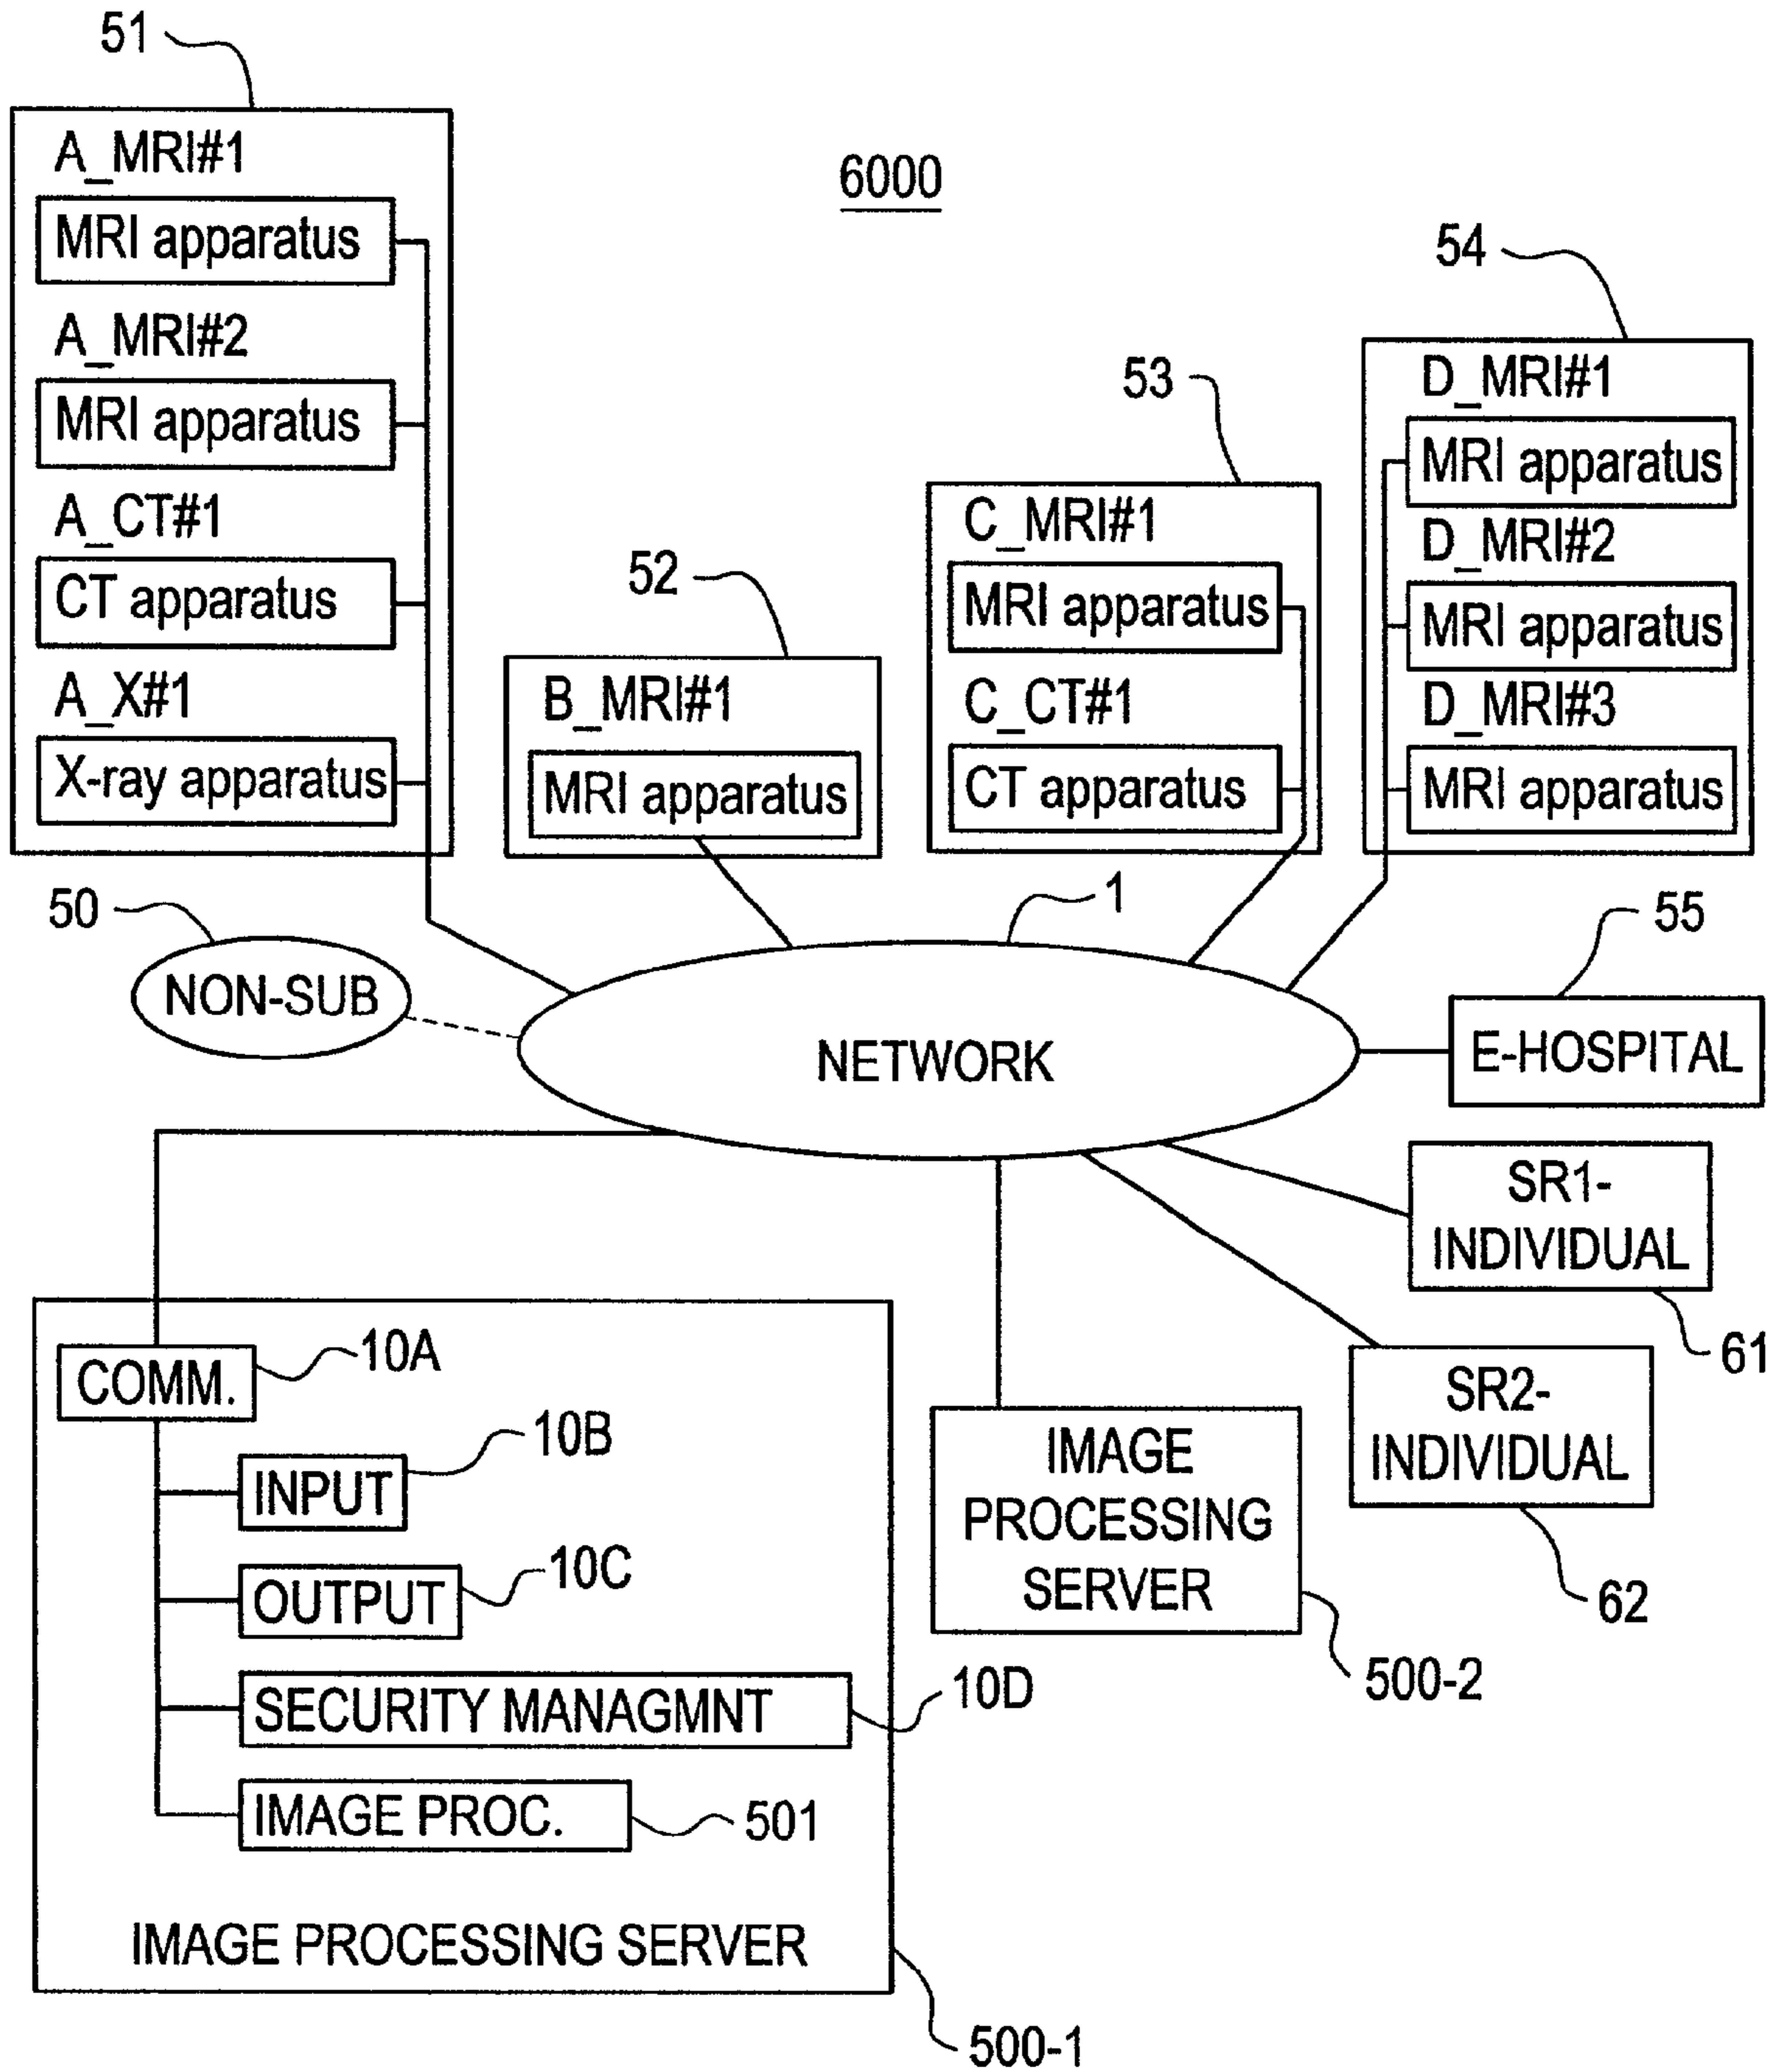 51
A_MRI#1
MRI apparatus
A_MRI#2
MRI apparatus
A_CT#1
CT apparatus
A_X#1
X-ray apparatus
6000
52
B_MRI#1
MRI apparatus
53
C_MRI#1
MRI apparatus
C_CT#1
CT apparatus
54
D_MRI#1
MRI apparatus
D_MRI#2
MRI apparatus
D_MRI#3
MRI apparatus
50
NON-SUB
1
NETWORK
55
E-HOSPITAL
SR1-
INDIVIDUAL
61
SR2-
INDIVIDUAL
62
COMM.
10A
INPUT
10B
OUTPUT
10C
SECURITY MANAGMNT
10D
IMAGE PROC.
501
IMAGE PROCESSING SERVER
500-1
IMAGE
PROCESSING
SERVER
500-2